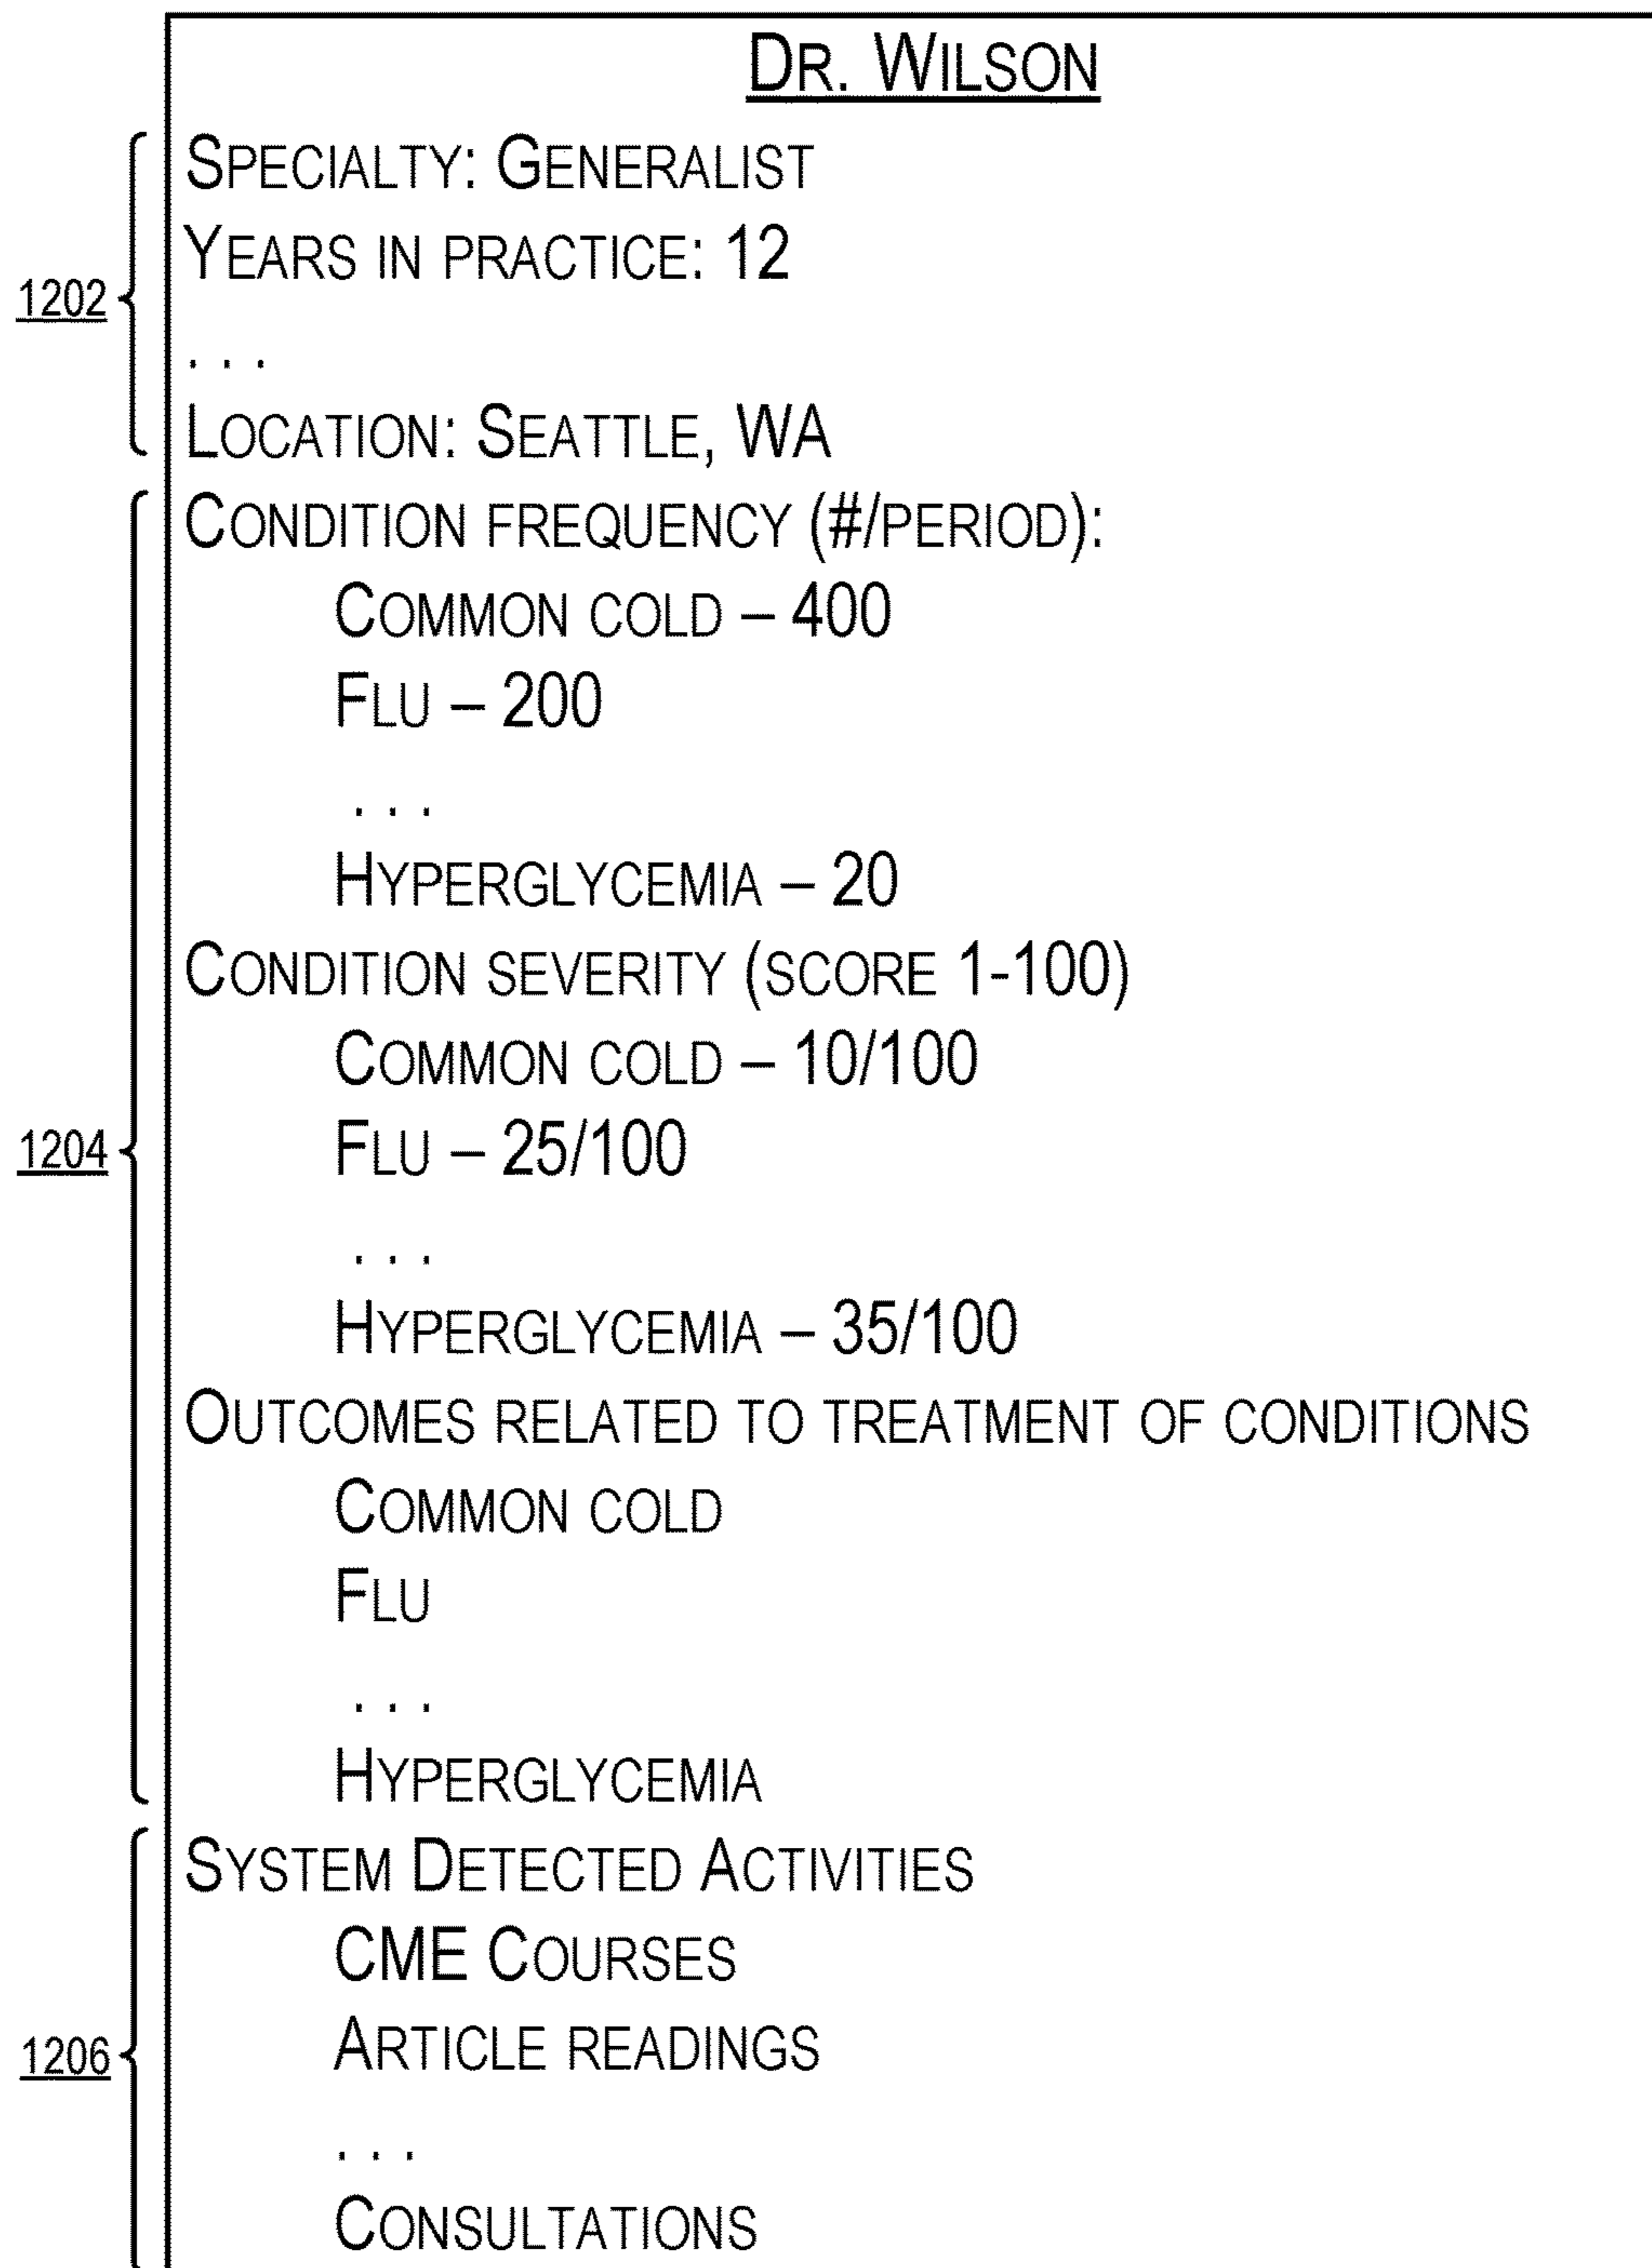 DR. WILSON
SPECIALTY: GENERALIST
YEARS IN PRACTICE: 12
1202
. . .
LOCATION: SEATTLE, WA
CONDITION FREQUENCY (#/PERIOD):
COMMON COLD – 400
FLU – 200
. . .
HYPERGLYCEMIA – 20
CONDITION SEVERITY (SCORE 1-100)
COMMON COLD – 10/100
FLU – 25/100
1204
. . .
HYPERGLYCEMIA – 35/100
OUTCOMES RELATED TO TREATMENT OF CONDITIONS
COMMON COLD
FLU
. . .
HYPERGLYCEMIA
SYSTEM DETECTED ACTIVITIES
CME COURSES
ARTICLE READINGS
1206
. . .
CONSULTATIONS